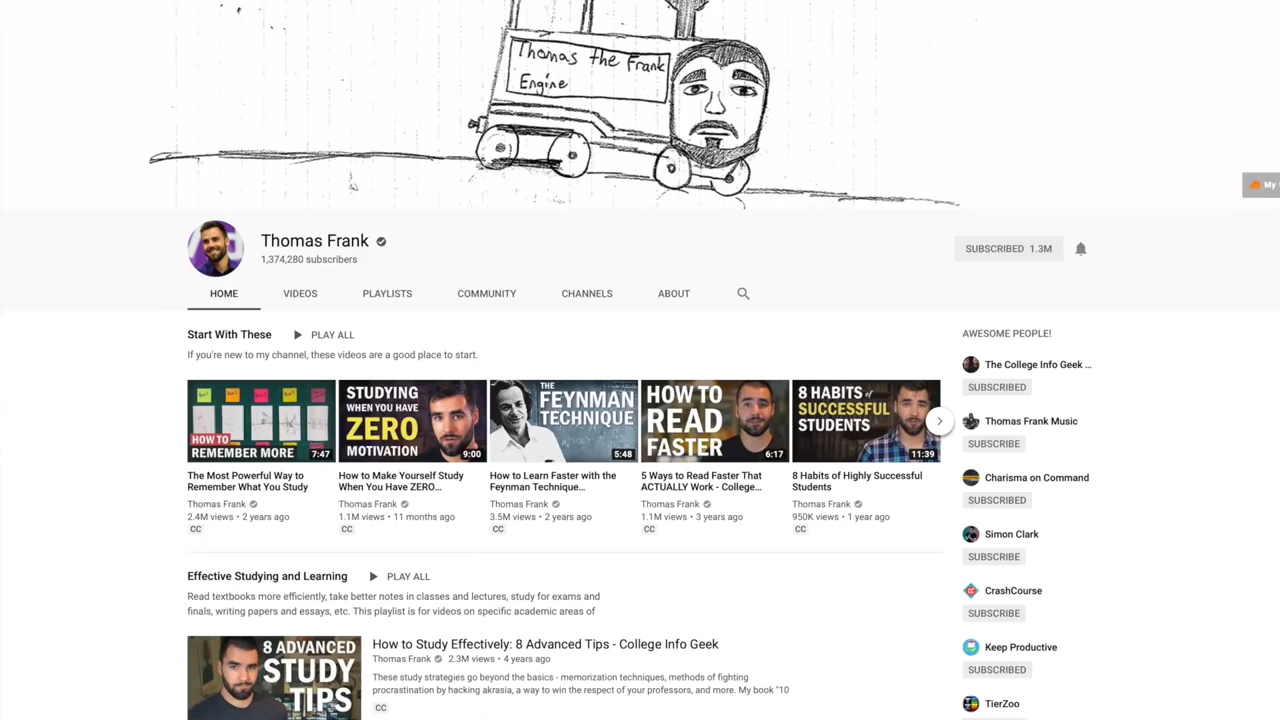 Thomas the Frank
Engine
My
Thomas Frank
1,374,280 subscribers
SUBSCRIBED 1.3M
HOME VIDEOS PLAYLISTS COMMUNITY CHANNELS ABOUT
Start With These PLAY ALL
If you're new to my channel, these videos are a good place to start.
HOW TO
REMEMBER MORE
7:47
The Most Powerful Way to
Remember What You Study
Thomas Frank
2.4M views • 2 years ago
CC
STUDYING
WHEN YOU HAVE
ZERO
MOTIVATION
9:00
How to Make Yourself Study
When You Have ZERO...
Thomas Frank
1.1M views • 11 months ago
CC
THE
FEYNMAN
TECHNIQUE
5:48
How to Learn Faster with the
Feynman Technique...
Thomas Frank
3.5M views • 2 years ago
CC
HOW TO
READ
FASTER
6:17
5 Ways to Read Faster That
ACTUALLY Work - College...
Thomas Frank
1.1M views • 3 years ago
CC
8 HABITS of
SUCCESSFUL
STUDENTS
11:39
8 Habits of Highly Successful
Students
Thomas Frank
950K views • 1 year ago
CC
Effective Studying and Learning PLAY ALL
Read textbooks more efficiently, take better notes in classes and lectures, study for exams and
finals, writing papers and essays, etc. This playlist is for videos on specific academic areas of
8 ADVANCED
STUDY
TIPS
How to Study Effectively: 8 Advanced Tips - College Info Geek
Thomas Frank 2.3M views • 4 years ago
These study strategies go beyond the basics - memorization techniques, methods of fighting
procrastination by hacking akrasia, a way to win the respect of your professors, and more. My book "10
CC
AWESOME PEOPLE!
The College Info Geek ...
SUBSCRIBED
Thomas Frank Music
SUBSCRIBE
Charisma on Command
SUBSCRIBED
Simon Clark
SUBSCRIBE
CrashCourse
SUBSCRIBE
Keep Productive
SUBSCRIBED
TierZoo